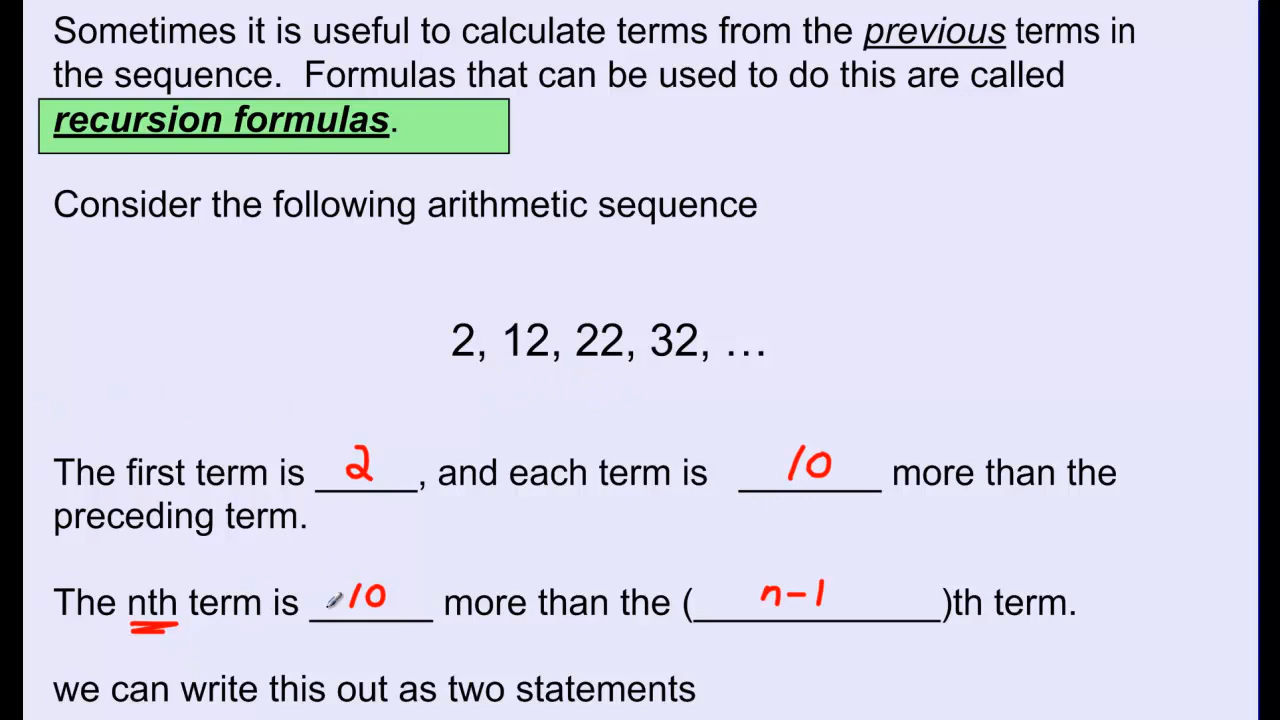 Sometimes it is useful to calculate terms from the previous terms in
the sequence. Formulas that can be used to do this are called
recursion formulas.
Consider the following arithmetic sequence
2, 12, 22, 32, …
The first term is 2, and each term is 10 more than the
preceding term.
The nth term is 10 more than the (n-1)th term.
we can write this out as two statements